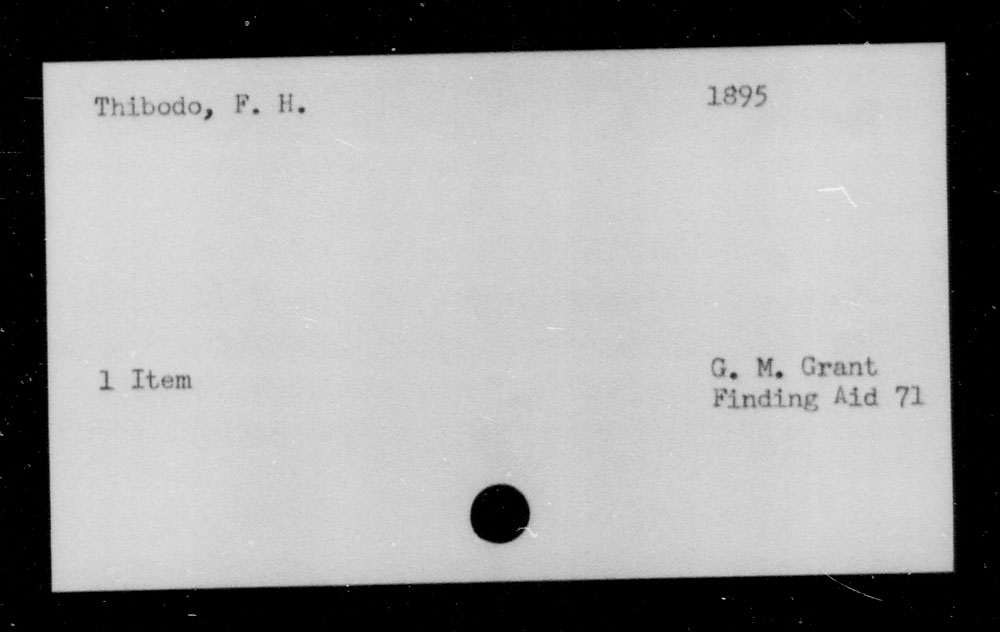 Thibodo, F. H.
1895
1 Item
G. M. Grant
Finding Aid 71